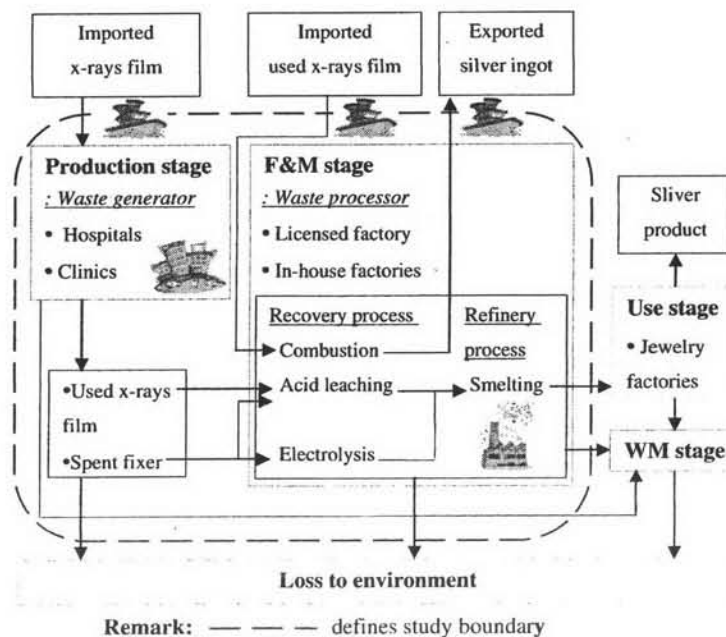 Imported
x-rays film
Imported
used x-rays film
Exported
silver ingot
Production stage
: Waste generator
• Hospitals
• Clinics
F&M stage
: Waste processor
• Licensed factory
• In-house factories
Sliver
product
Recovery process
Combustion
Acid leaching
Electrolysis
Refinery
process
Smelting
Use stage
• Jewelry
factories
•Used x-rays
film
•Spent fixer
WM stage
Loss to environment
Remark: — — — defines study boundary